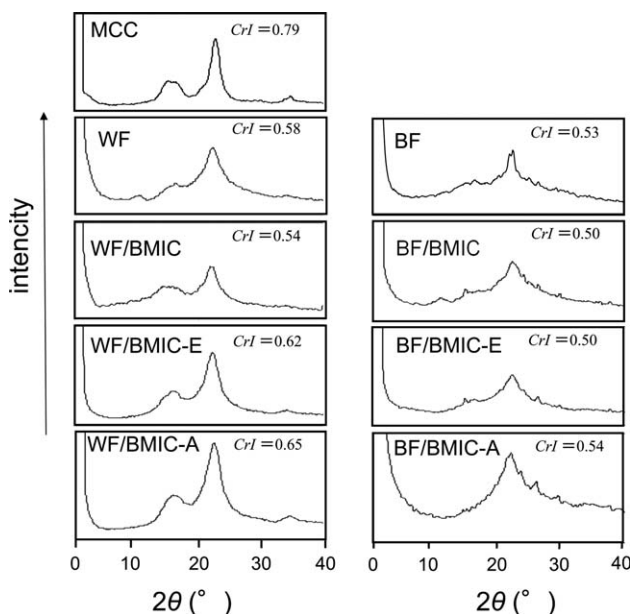 MCC
CrI=0.79
WF
CrI=0.58
WF/BMIC
CrI=0.54
WF/BMIC-E
CrI=0.62
WF/BMIC-A
CrI=0.65
0 10 20 30 40
2θ (° )
intencity
BF
CrI=0.53
BF/BMIC
CrI=0.50
BF/BMIC-E
CrI=0.50
BF/BMIC-A
CrI=0.54
0 10 20 30 40
2θ (° )